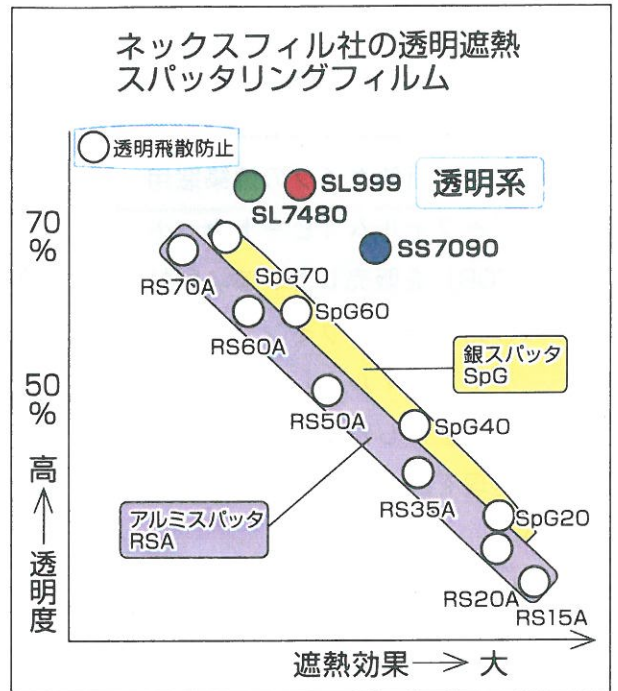 ネックスフィル社の透明遮熱
スパッタリングフィルム
透明飛散防止
SL999
透明系
SL7480
70
%
SS7090
SpG70
RS70A
SpG60
RS60A
銀スパッタ
SpG
50
%
RS50A
SpG40
高
RS35A
アルミスパッタ
RSA
SpG20
透明度
RS20A
RS15A
遮熱効果→大